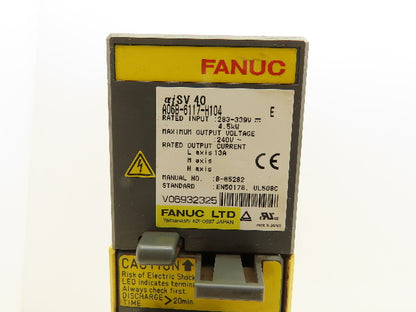 FANUC
αiSV 40
A06B-6117-H104 E
RATED INPUT :283-339V
4.5kW
MAXIMUM OUTPUT VOLTAGE
240V~
RATED OUTPUT CURRENT
L axis 13A
M axis
N axis
MANUAL NO. :B-65282
STANDARD :EN50178, UL508C
V06932325
FANUC LTD
Yamanashi 401-0597 JAPAN
CAUTION
Risk of Electric Shock
LED indicates
Always check first.
DISCHARGE
TIME > 20min.